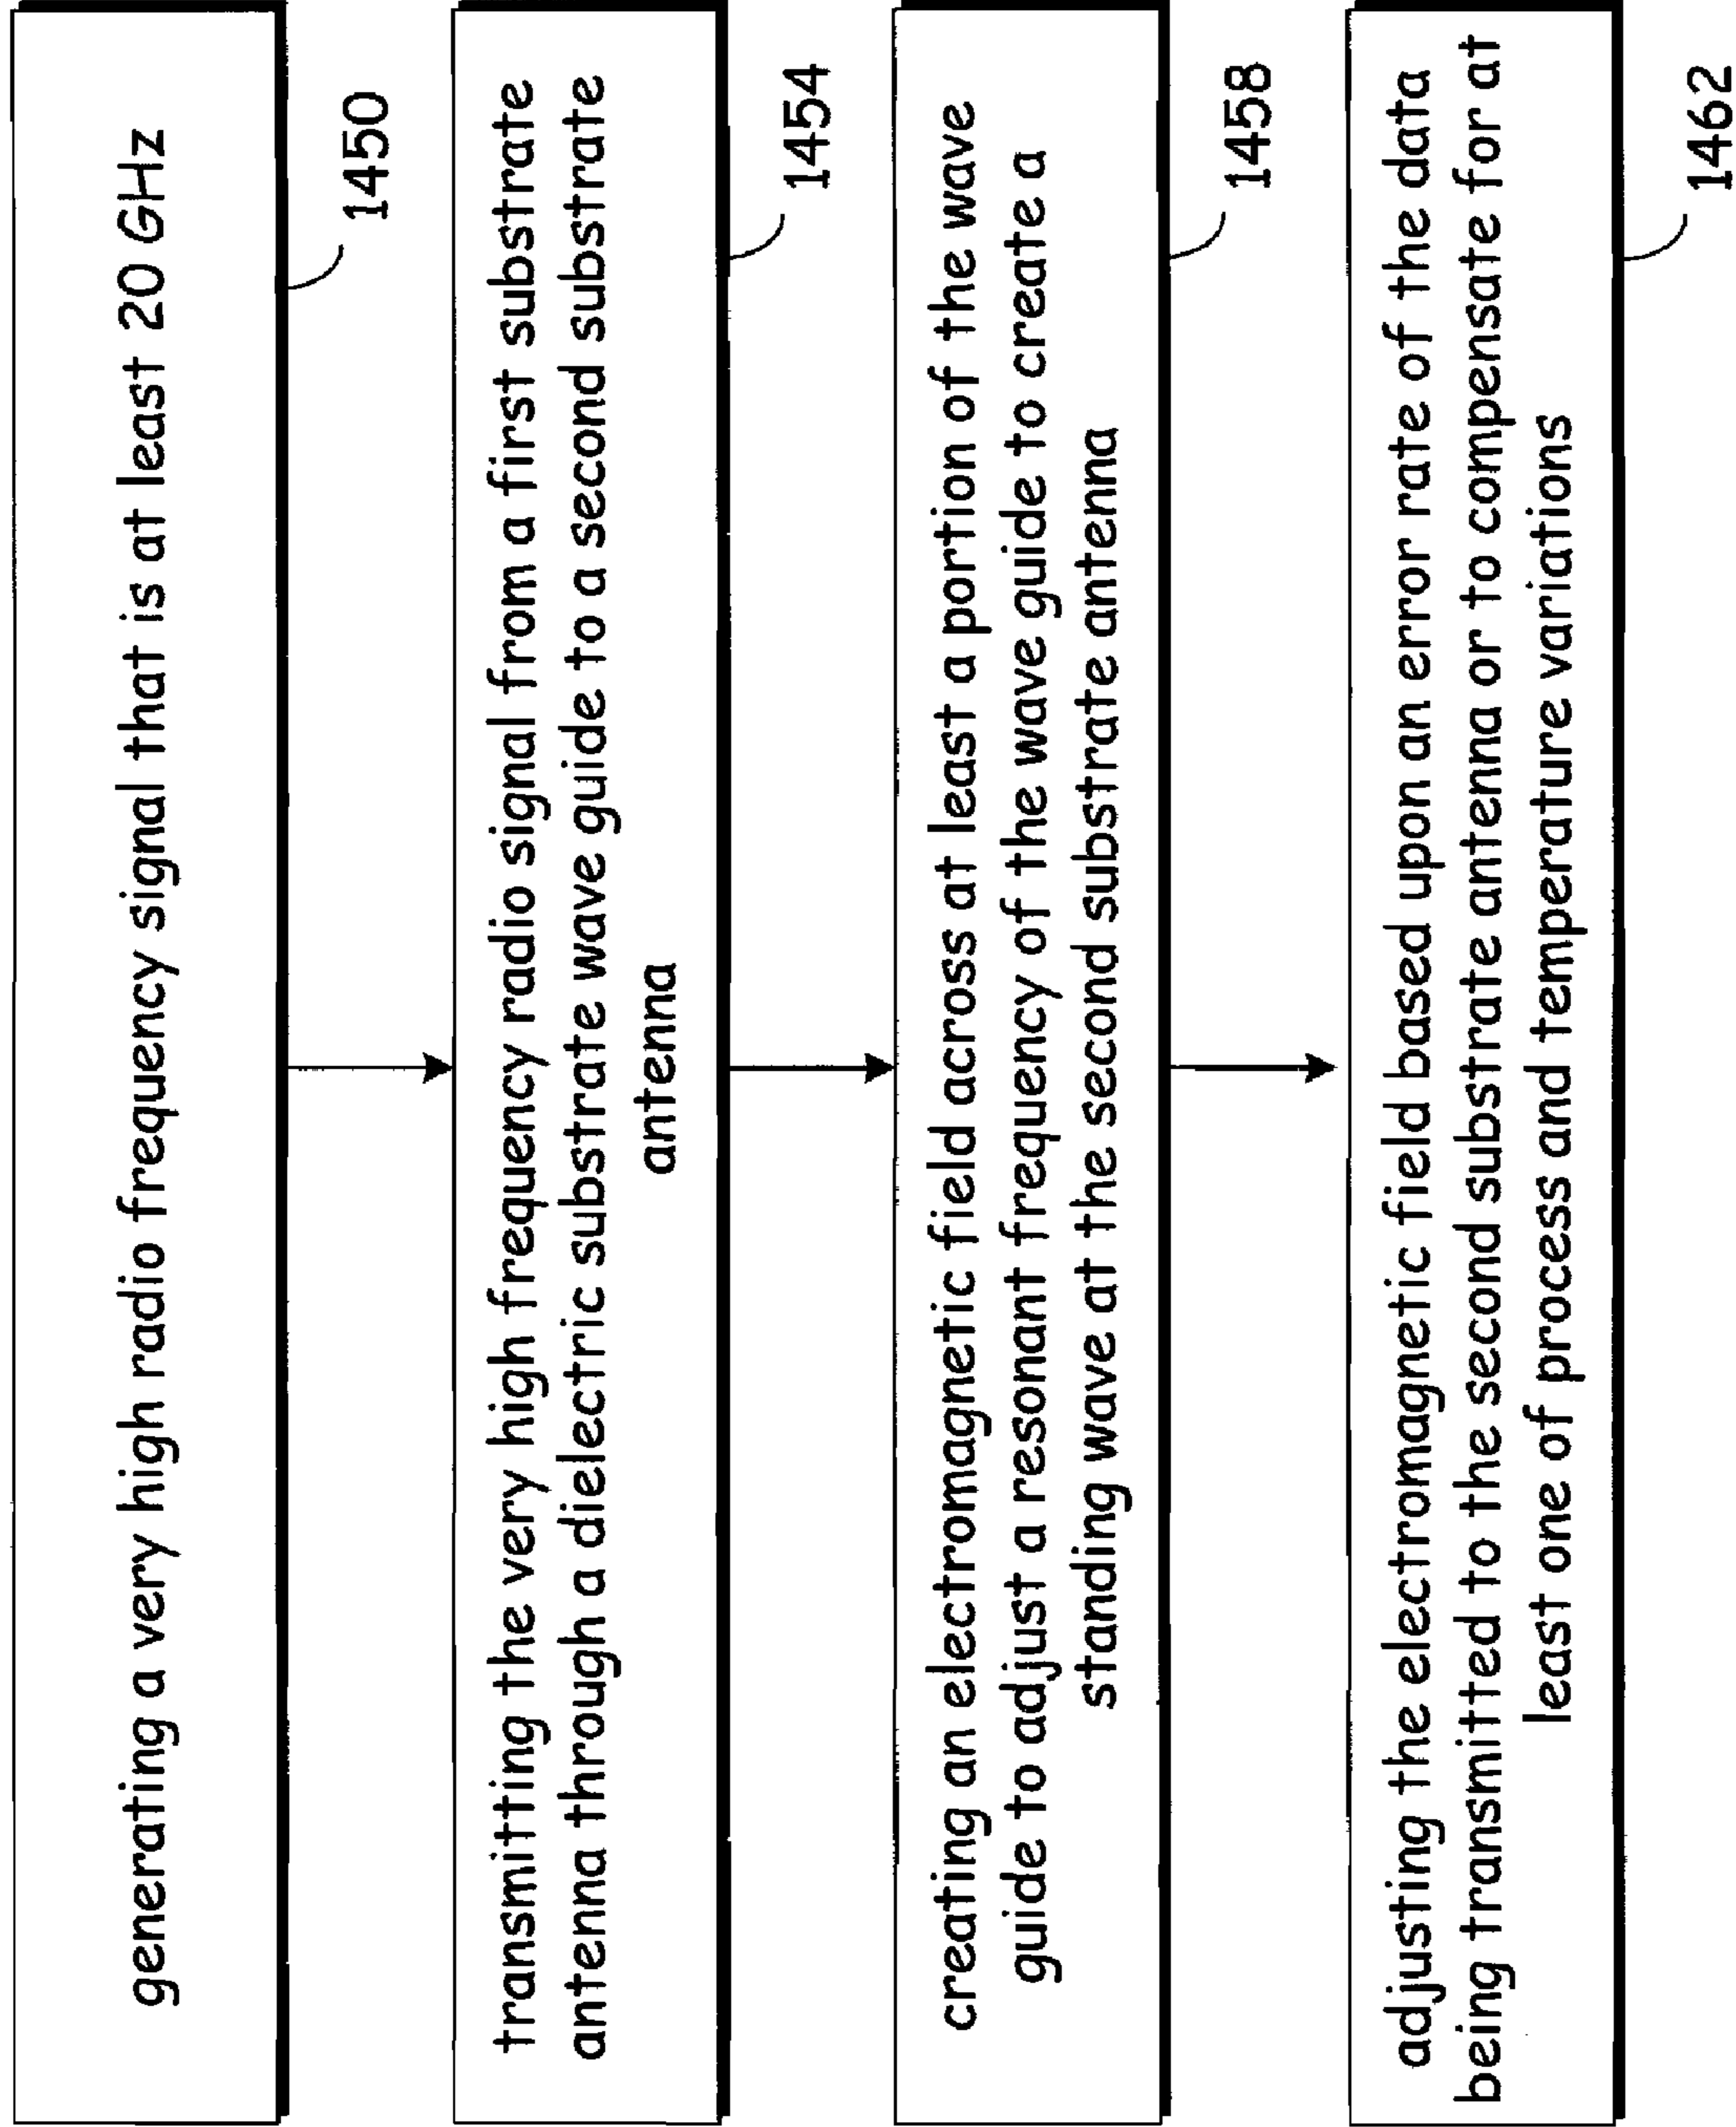 generating a very high radio frequency signal that is at least 20 GHz
1450
transmitting the very high frequency radio signal from a first substrate
antenna through a dielectric substrate wave guide to a second substrate
antenna
1454
creating an electromagnetic field across at least a portion of the wave
guide to adjust a resonant frequency of the wave guide to create a
standing wave at the second substrate antenna
1458
adjusting the electromagnetic field based upon an error rate of the data
being transmitted to the second substrate antenna or to compensate for at
least one of process and temperature variations
1462